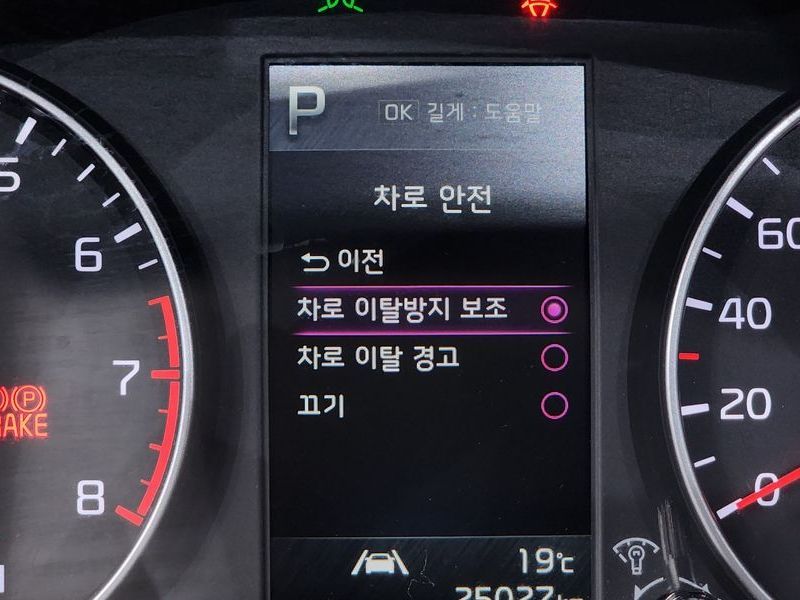 P
OK 길게 : 도움말
차로 안전
이전
차로 이탈방지 보조
차로 이탈 경고
끄기
19℃
5
6
7
8
(P)
60
40
20
0